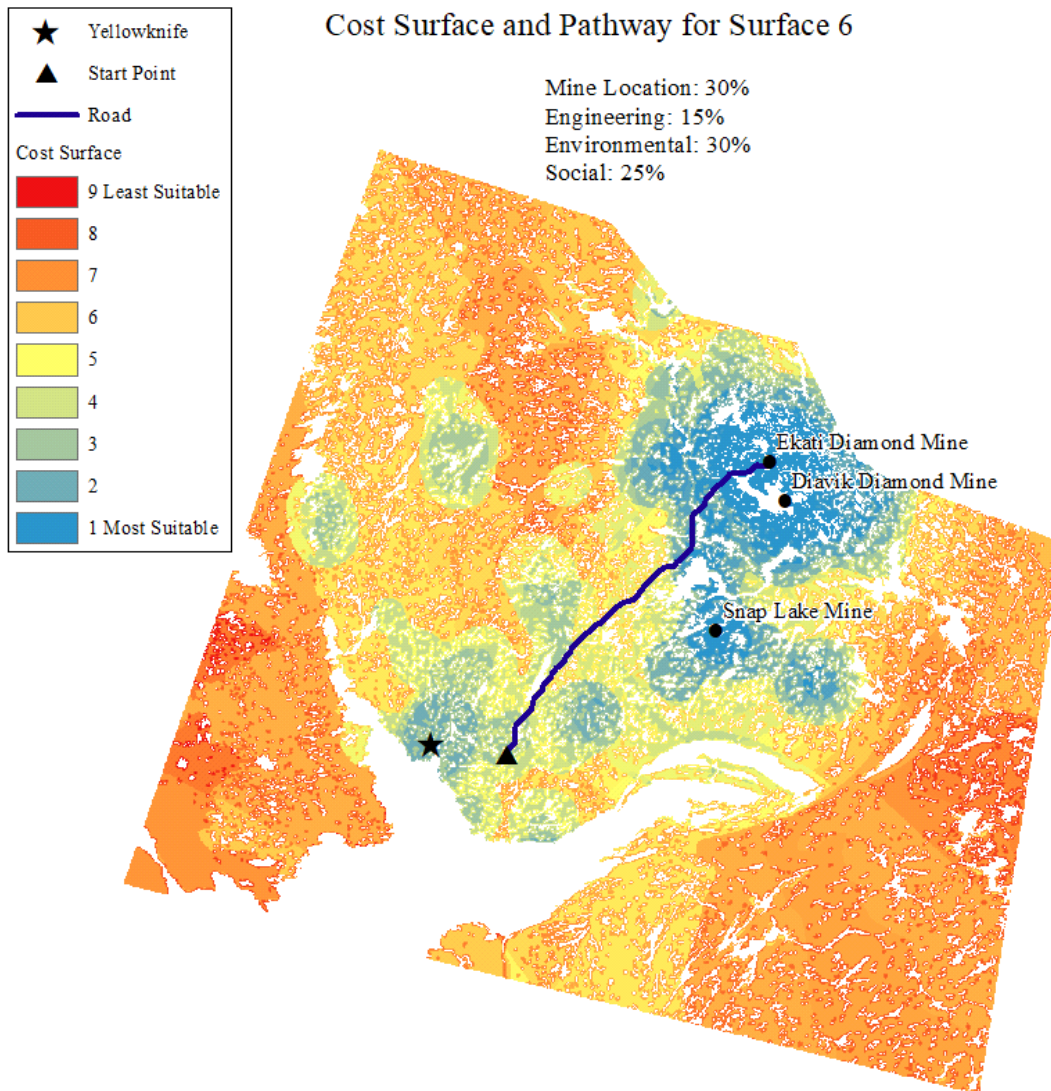 Cost Surface and Pathway for Surface 6
Yellowknife
Start Point
Road
Cost Surface
9 Least Suitable
8
7
6
5
4
3
2
1 Most Suitable
Mine Location: 30%
Engineering: 15%
Environmental: 30%
Social: 25%
Ekati Diamond Mine
Diavik Diamond Mine
Snap Lake Mine